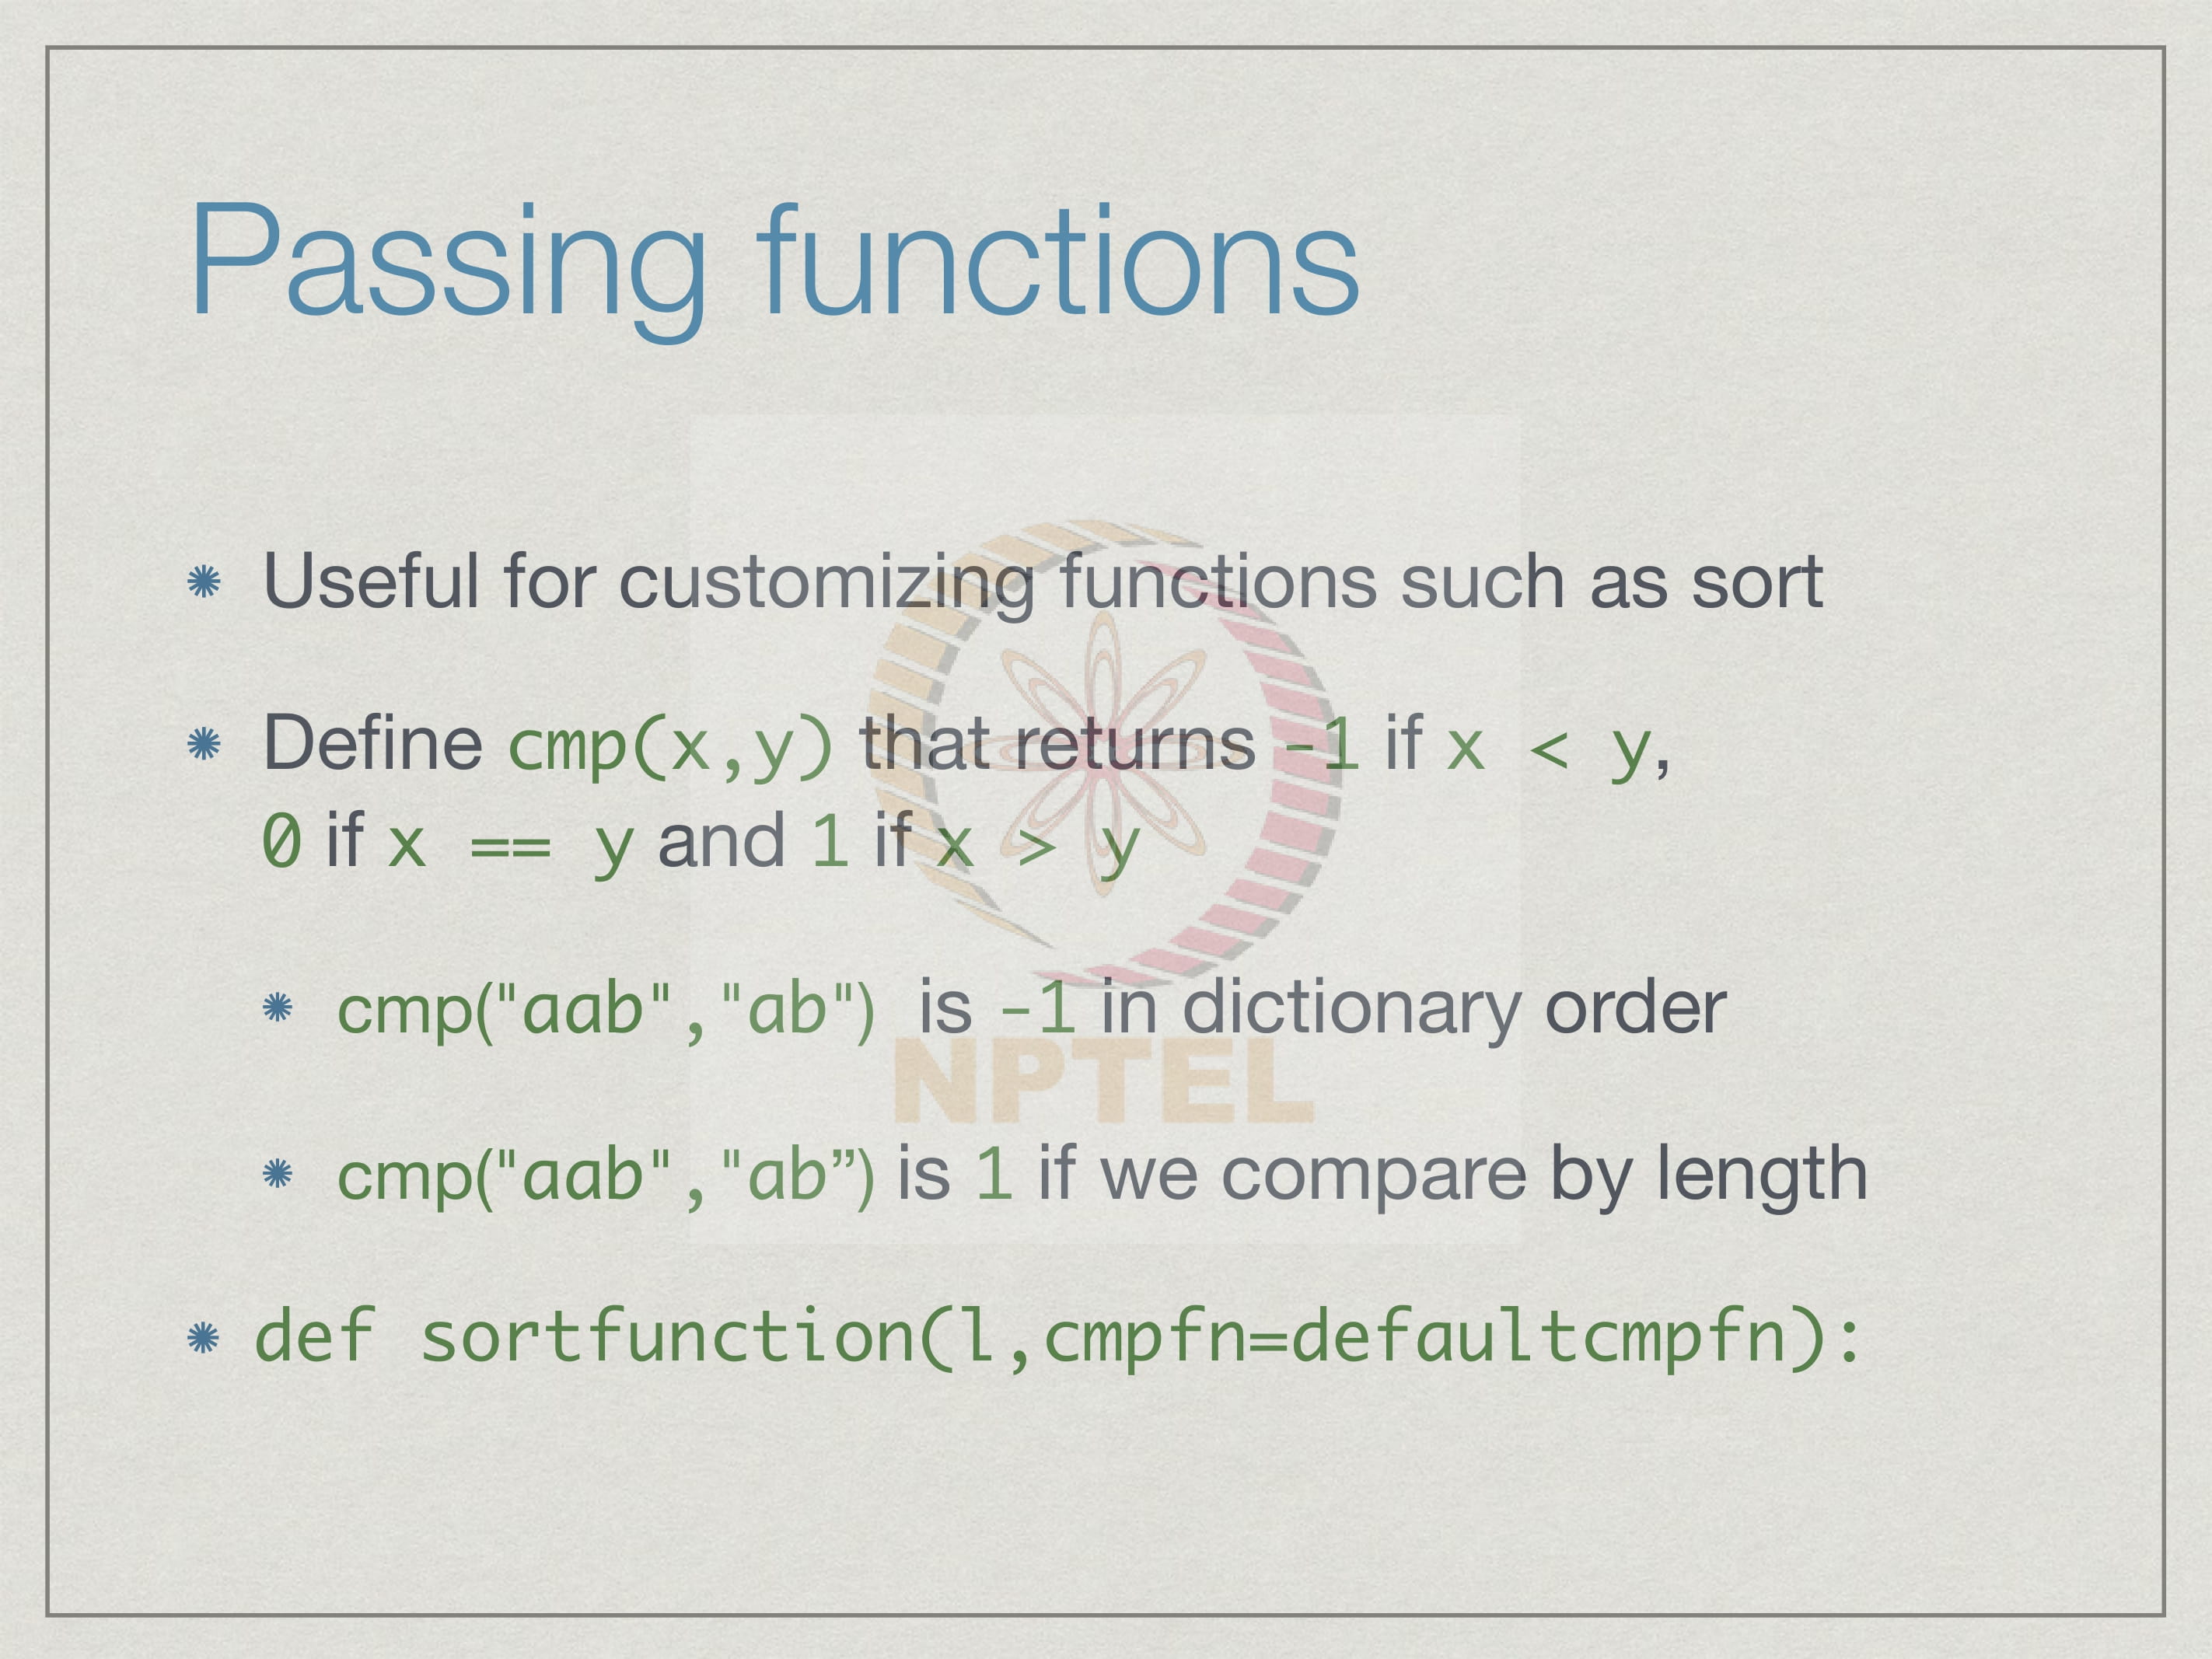 Passing functions
Useful for customizing functions such as sort
Define cmp(x,y) that returns -1 if x < y,
0 if x == y and 1 if x > y
cmp("aab","ab") is -1 in dictionary order
NPTEL
cmp("aab","ab”) is 1 if we compare by length
def sortfunction(l,cmpfn=defaultcmpfn):